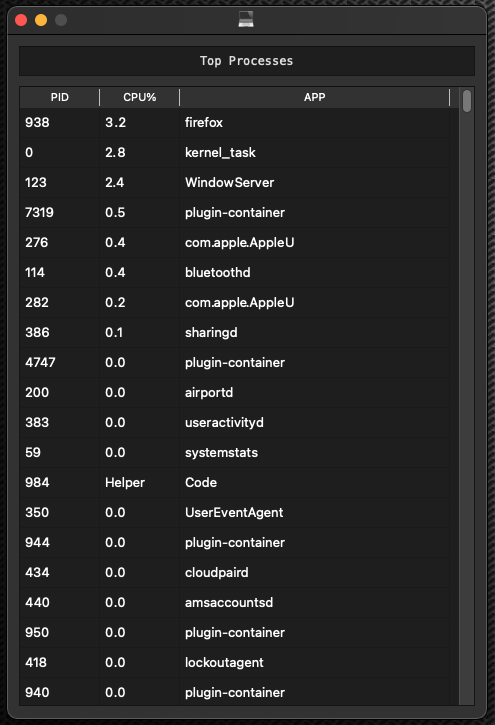 Top Processes
PID CPU% APP
938 3.2 firefox
0 2.8 kernel_task
123 2.4 WindowServer
7319 0.5 plugin-container
276 0.4 com.apple.AppleU
114 0.4 bluetoothd
282 0.2 com.apple.AppleU
386 0.1 sharingd
4747 0.0 plugin-container
200 0.0 airportd
383 0.0 useractivityd
59 0.0 systemstats
984 Helper Code
350 0.0 UserEventAgent
944 0.0 plugin-container
434 0.0 cloudpaird
440 0.0 amsaccountsd
950 0.0 plugin-container
418 0.0 lockoutagent
940 0.0 plugin-container